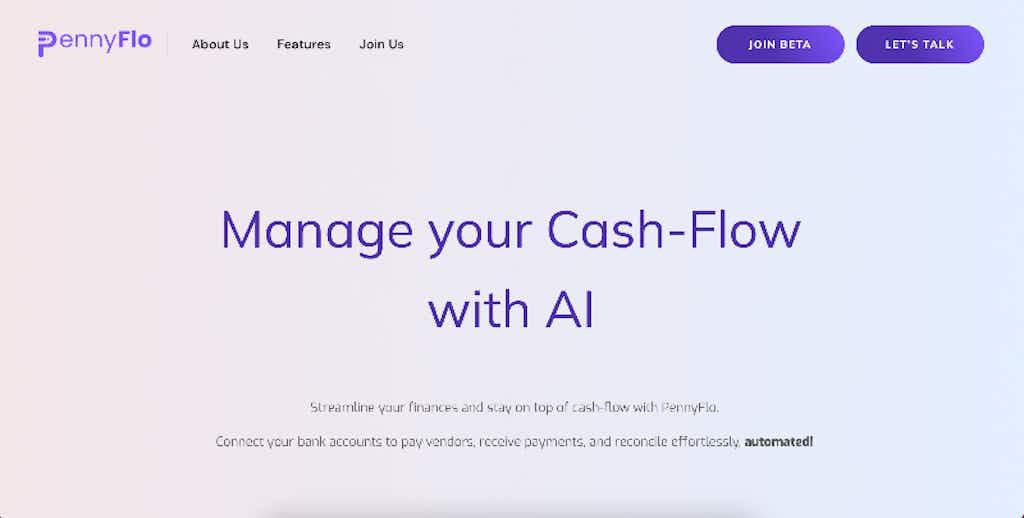 PennyFlo
About Us
Features
Join Us
JOIN BETA
LET'S TALK
Manage your Cash-Flow
with AI
Streamline your finances and stay on top of cash-flow with PennyFlo.
Connect your bank accounts to pay vendors, receive payments, and reconcile effortlessly, automated!